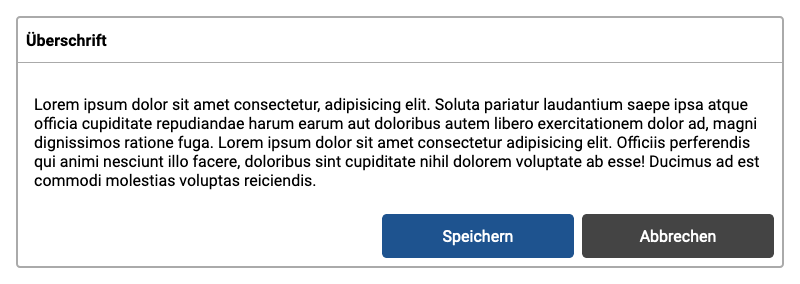 Überschrift
Lorem ipsum dolor sit amet consectetur, adipisicing elit. Soluta pariatur laudantium saepe ipsa atque
officia cupiditate repudiandae harum earum aut doloribus autem libero exercitationem dolor ad, magni
dignissimos ratione fuga. Lorem ipsum dolor sit amet consectetur adipisicing elit. Officiis perferendis
qui animi nesciunt illo facere, doloribus sint cupiditate nihil dolorem voluptate ab esse! Ducimus ad est
commodi molestias voluptas reiciendis.
Speichern Abbrechen